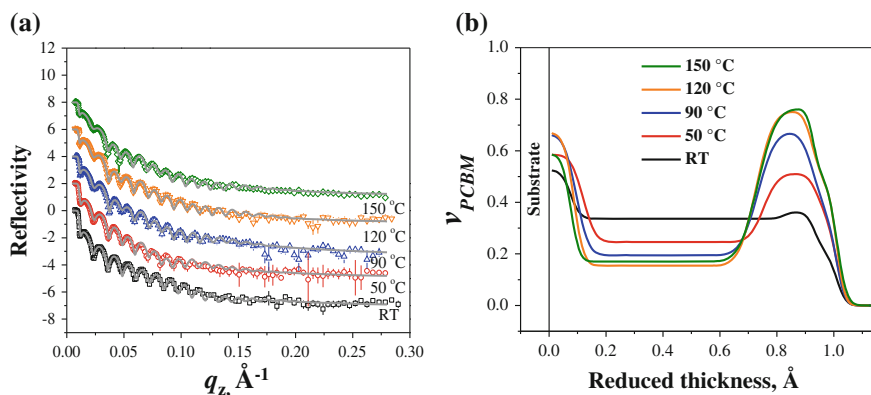 (a)
Reflectivity
12
10
8
6
4
2
0
-2
-4
-6
-8
150 °C
120 °C
90 °C
50 °C
RT
0.00 0.05 0.10 0.15 0.20 0.25 0.30
q_z, Å⁻¹
(b)
v_PCBM
1.0
0.8
0.6
0.4
0.2
0.0
Substrate
150 °C
120 °C
90 °C
50 °C
RT
0.0 0.2 0.4 0.6 0.8 1.0
Reduced thickness, Å